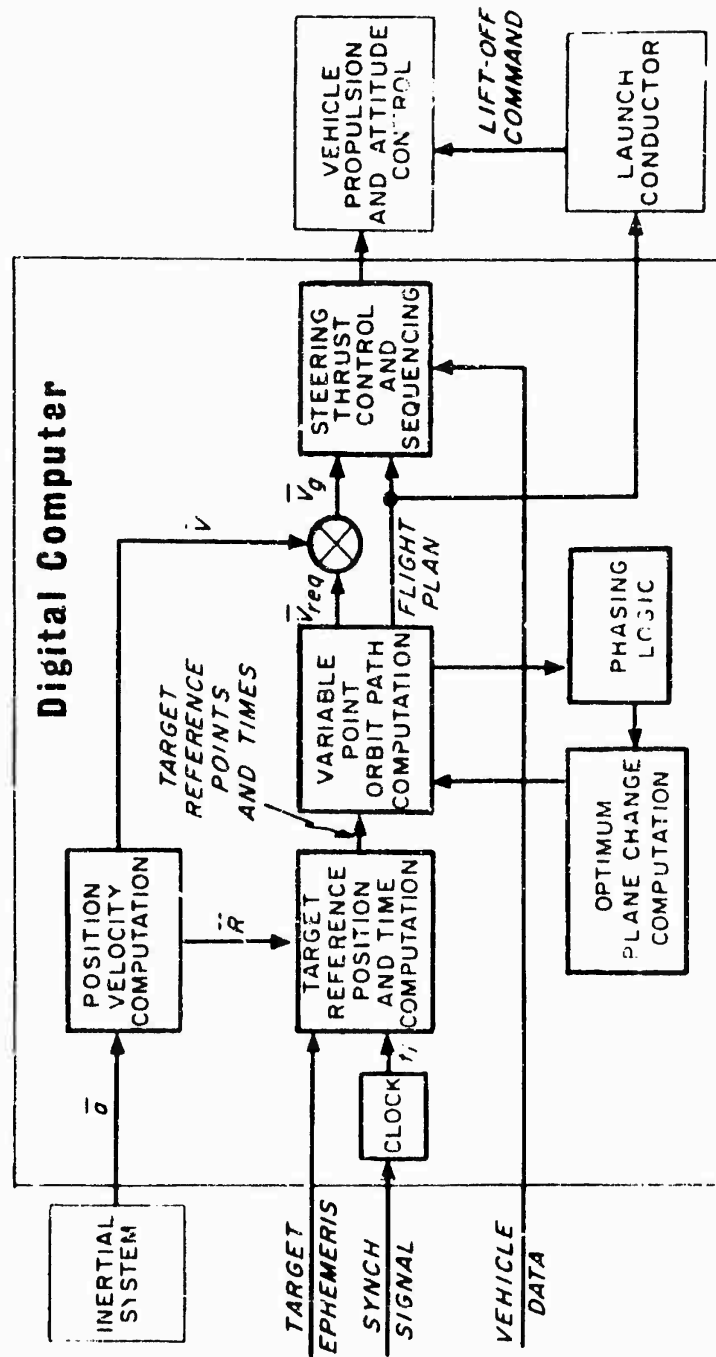 Digital Computer
INERTIAL
SYSTEM
a
POSITION
VELOCITY
COMPUTATION
V
R
TARGET
REFERENCE
POINTS
AND TIMES
TARGET
EPHEMERIS
SYNCH
SIGNAL
CLOCK
TARGET
REFERENCE
POSITION
AND TIME
COMPUTATION
VARIABLE
POINT
ORBIT PATH
COMPUTATION
V̅req
V̅g
FLIGHT
PLAN
STEERING
THRUST
CONTROL
AND
SEQUENCING
VEHICLE
PROPULSION
AND ATTITUDE
CONTROL
LIFT-OFF
COMMAND
LAUNCH
CONDUCTOR
VEHICLE
DATA
OPTIMUM
PLANE CHANGE
COMPUTATION
PHASING
LOGIC